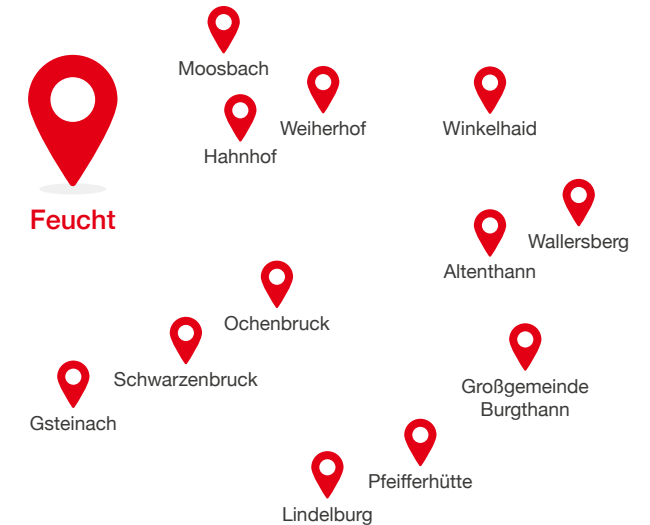 Moosbach
Weiherhof
Winkelhaid
Hahnhof
Feucht
Wallersberg
Altenthann
Ochenbruck
Schwarzenbruck
Großgemeinde
Burgthann
Gsteinach
Pfeifferhütte
Lindelburg